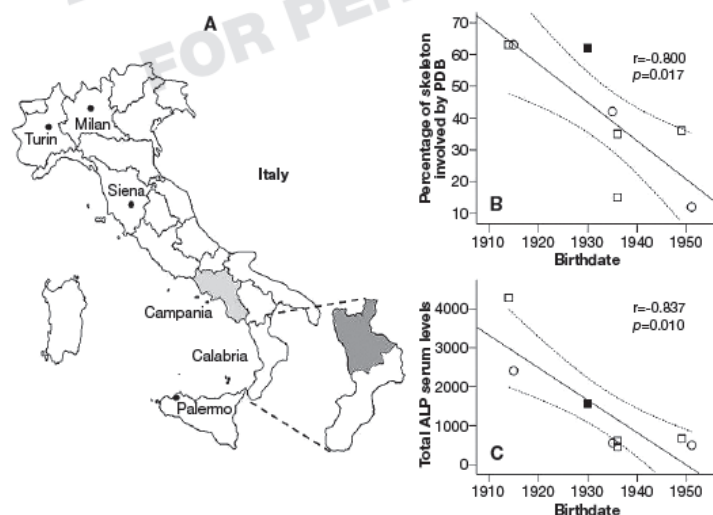 FOR PER
A
Milan
Turin
Siena
Italy
Campania
Calabria
Palermo
Percentage of skeleton
involved by PDB
70
60
50
40
30
20
10
r=-0.800
p=0.017
B
1910 1920 1930 1940 1950
Birthdate
Total ALP serum levels
4000
3000
2000
1000
0
r=-0.837
p=0.010
C
1910 1920 1930 1940 1950
Birthdate